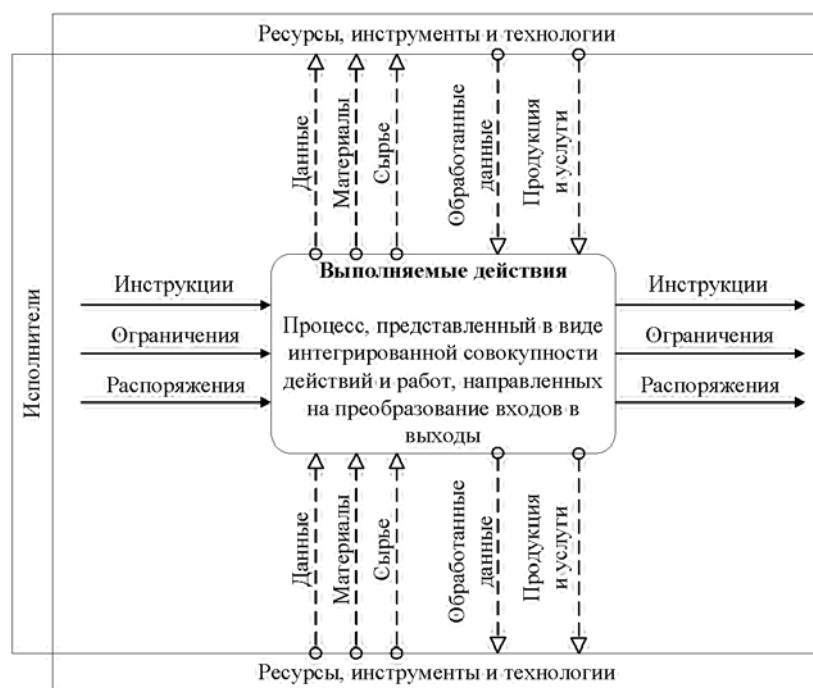 Ресурсы, инструменты и технологии
Данные
Материалы
Сырье
Обработанные
данные
Продукция
и услуги
Исполнители
Инструкции
Ограничения
Распоряжения
Выполняемые действия
Процесс, представленный в виде
интегрированной совокупности
действий и работ, направленных
на преобразование входов в
выходы
Инструкции
Ограничения
Распоряжения
Данные
Материалы
Сырье
Обработанные
данные
Продукция
и услуги
Ресурсы, инструменты и технологии